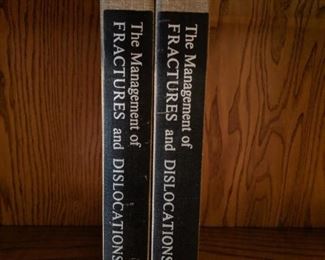 The Management of
FRACTURES and DISLOCATIONS
The Management of
FRACTURES and DISLOCATIONS